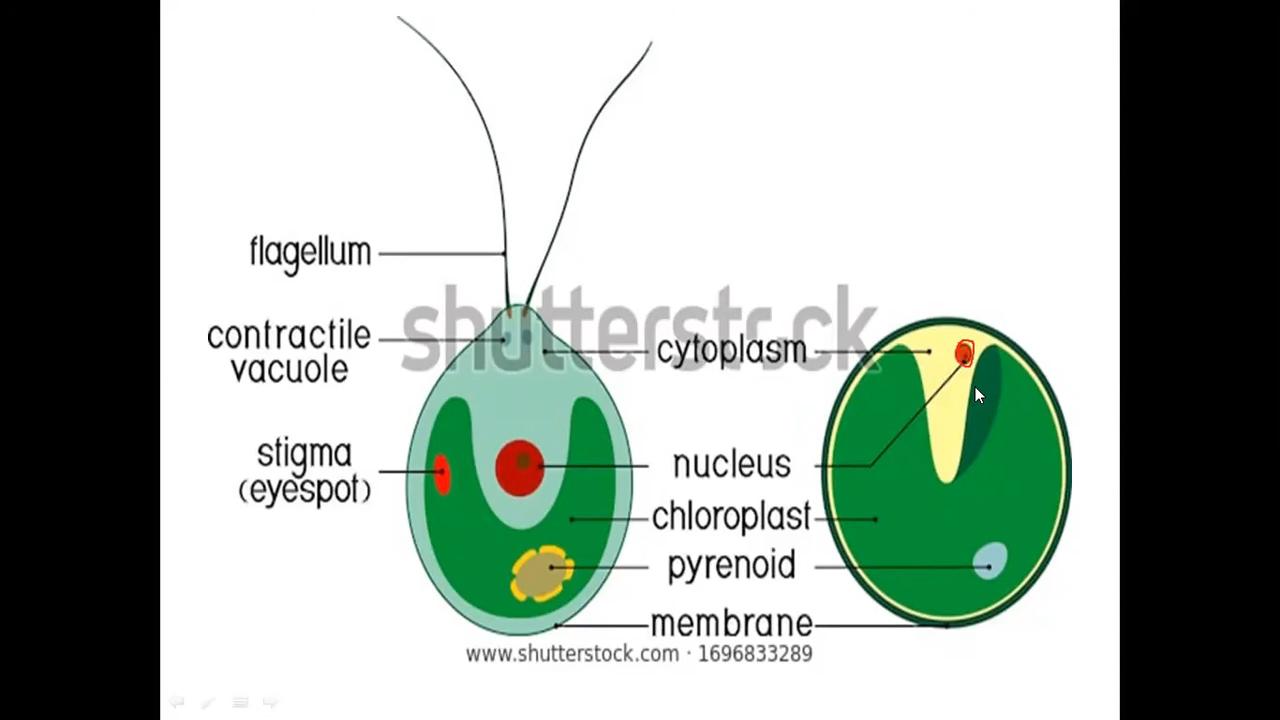 flagellum
contractile
vacuole
stigma
(eyespot)
shutterstock
cytoplasm
nucleus
chloroplast
pyrenoid
membrane
www.shutterstock.com · 1696833289